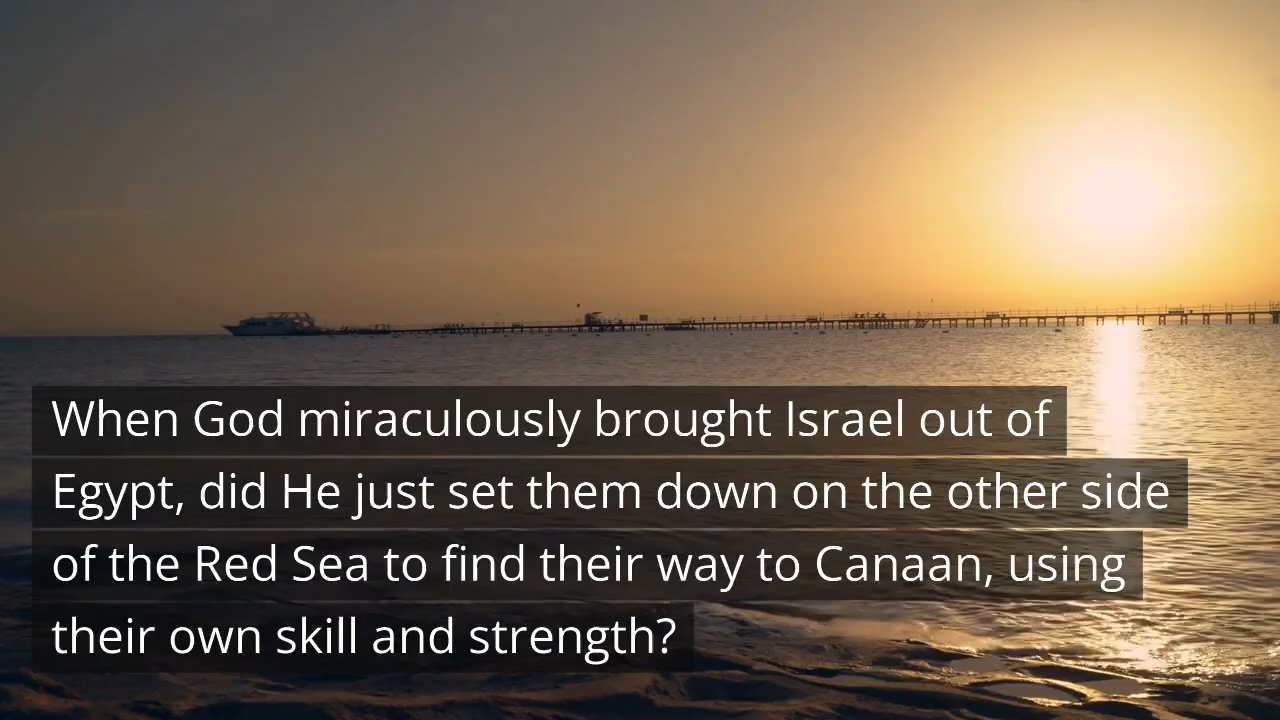 When God miraculously brought Israel out of
Egypt, did He just set them down on the other side
of the Red Sea to find their way to Canaan, using
their own skill and strength?